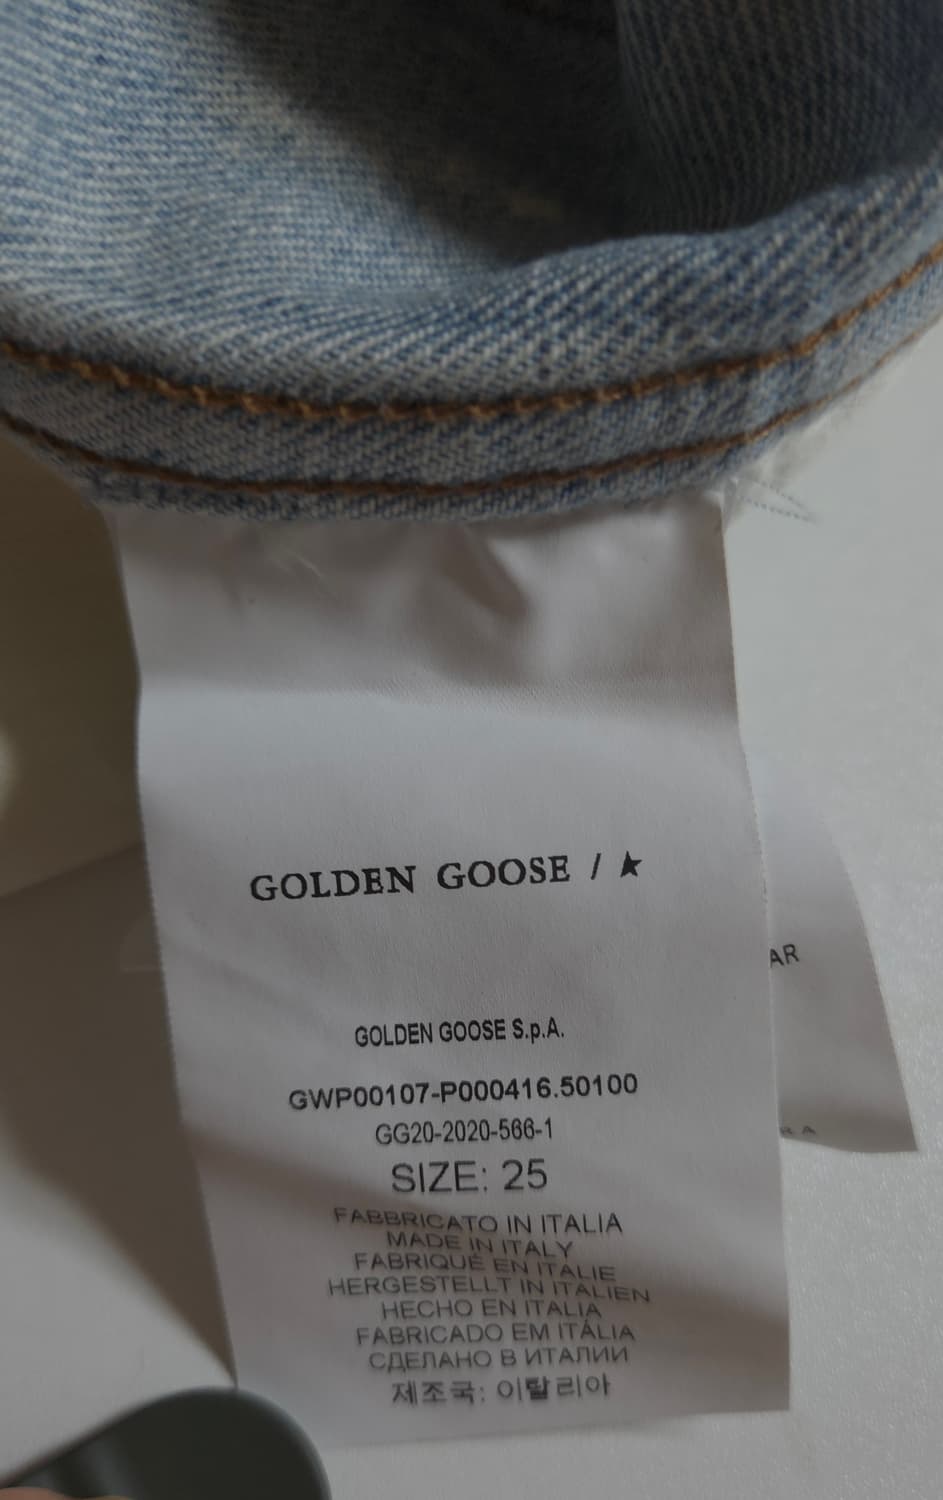 GOLDEN GOOSE / ★
GOLDEN GOOSE S.p.A.
GWP00107-P000416.50100
GG20-2020-566-1
SIZE: 25
FABBRICATO IN ITALIA
MADE IN ITALY
FABRIQUÉ EN ITALIE
HERGESTELLT IN ITALIEN
HECHO EN ITALIA
FABRICADO EM ITÁLIA
СДЕЛАНО В ИТАЛИИ
제조국: 이탈리아
AR
RA